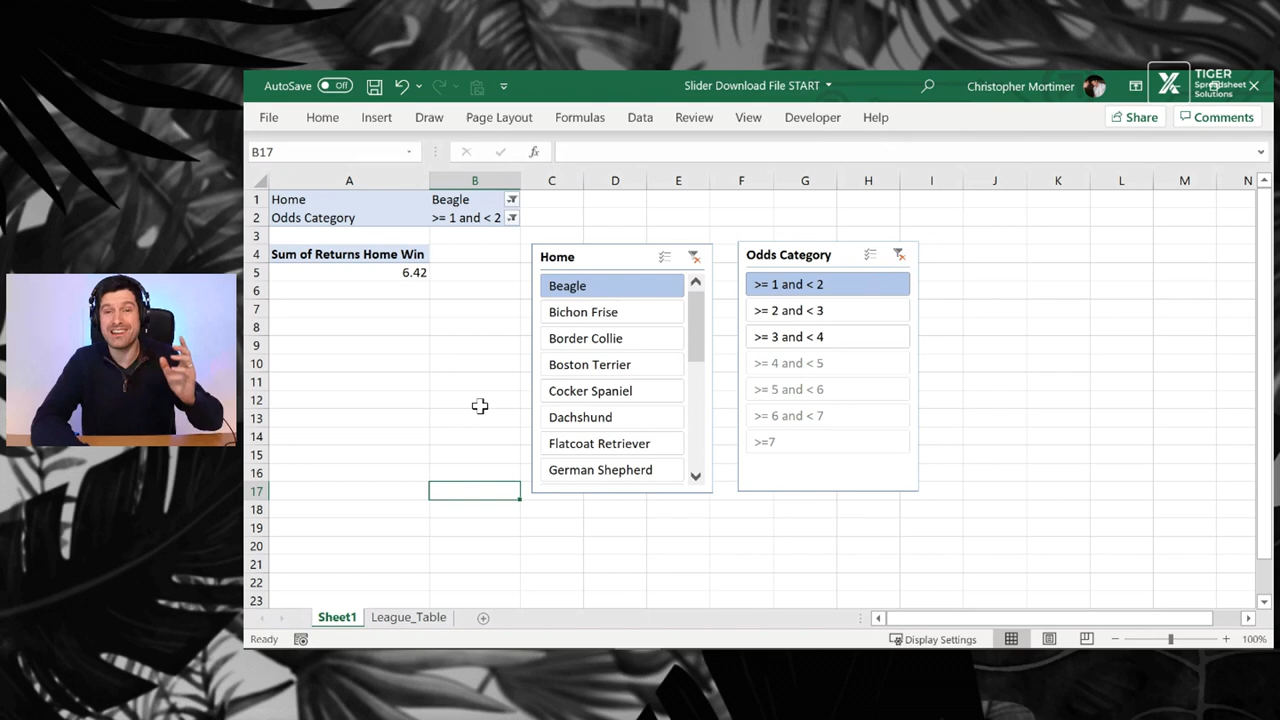 AutoSave Off Slider Download File START Christopher Mortimer
TIGER
Spreadsheet
Solutions
File Home Insert Draw Page Layout Formulas Data Review View Developer Help Share Comments
B17 fx
A B C D E F G H I J K L M N
1 Home Beagle
2 Odds Category >= 1 and < 2
3
4 Sum of Returns Home Win
5 6.42
6
7
8
9
10
11
12
13
14
15
16
17
18
19
20
21
22
23
Home
Beagle
Bichon Frise
Border Collie
Boston Terrier
Cocker Spaniel
Dachshund
Flatcoat Retriever
German Shepherd
Odds Category
>= 1 and < 2
>= 2 and < 3
>= 3 and < 4
>= 4 and < 5
>= 5 and < 6
>= 6 and < 7
>=7
Sheet1 League_Table
Ready Display Settings 100%